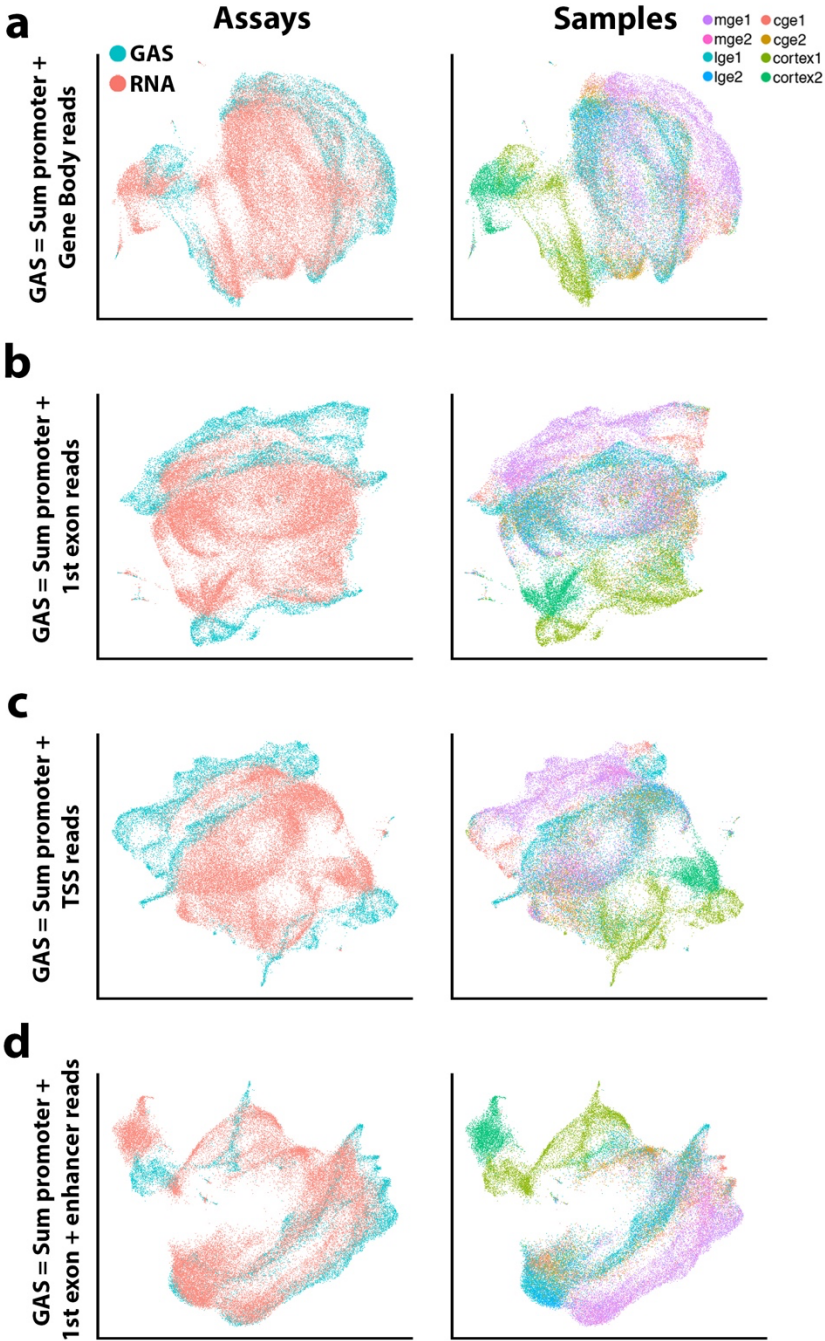 a
Assays
Samples
GAS
RNA
mge1
cge1
mge2
cge2
lge1
cortex1
lge2
cortex2
GAS = Sum promoter +
Gene Body reads
b
GAS = Sum promoter +
1st exon reads
c
GAS = Sum promoter +
TSS reads
d
GAS = Sum promoter +
1st exon + enhancer reads